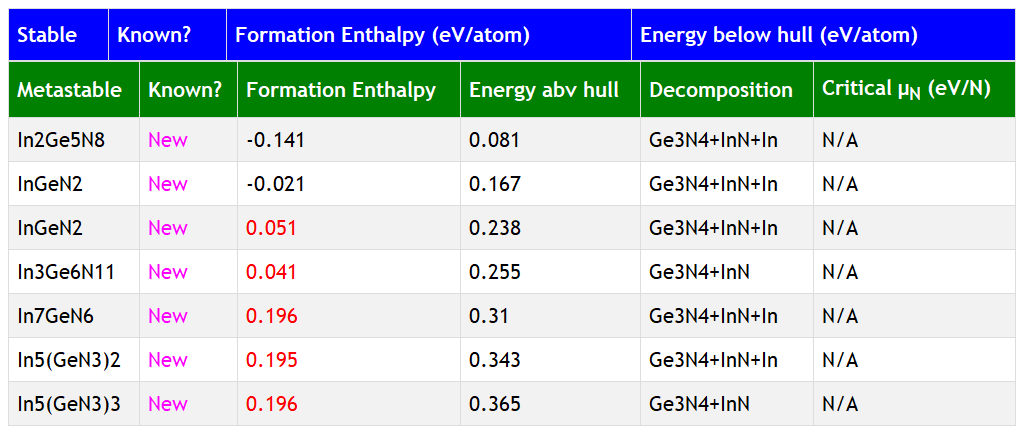 Stable Known? Formation Enthalpy (eV/atom) Energy below hull (eV/atom)
Metastable Known? Formation Enthalpy Energy abv hull Decomposition Critical μN (eV/N)
In2Ge5N8 New -0.141 0.081 Ge3N4+InN+In N/A
InGeN2 New -0.021 0.167 Ge3N4+InN+In N/A
InGeN2 New 0.051 0.238 Ge3N4+InN+In N/A
In3Ge6N11 New 0.041 0.255 Ge3N4+InN N/A
In7GeN6 New 0.196 0.31 Ge3N4+InN+In N/A
In5(GeN3)2 New 0.195 0.343 Ge3N4+InN+In N/A
In5(GeN3)3 New 0.196 0.365 Ge3N4+InN N/A